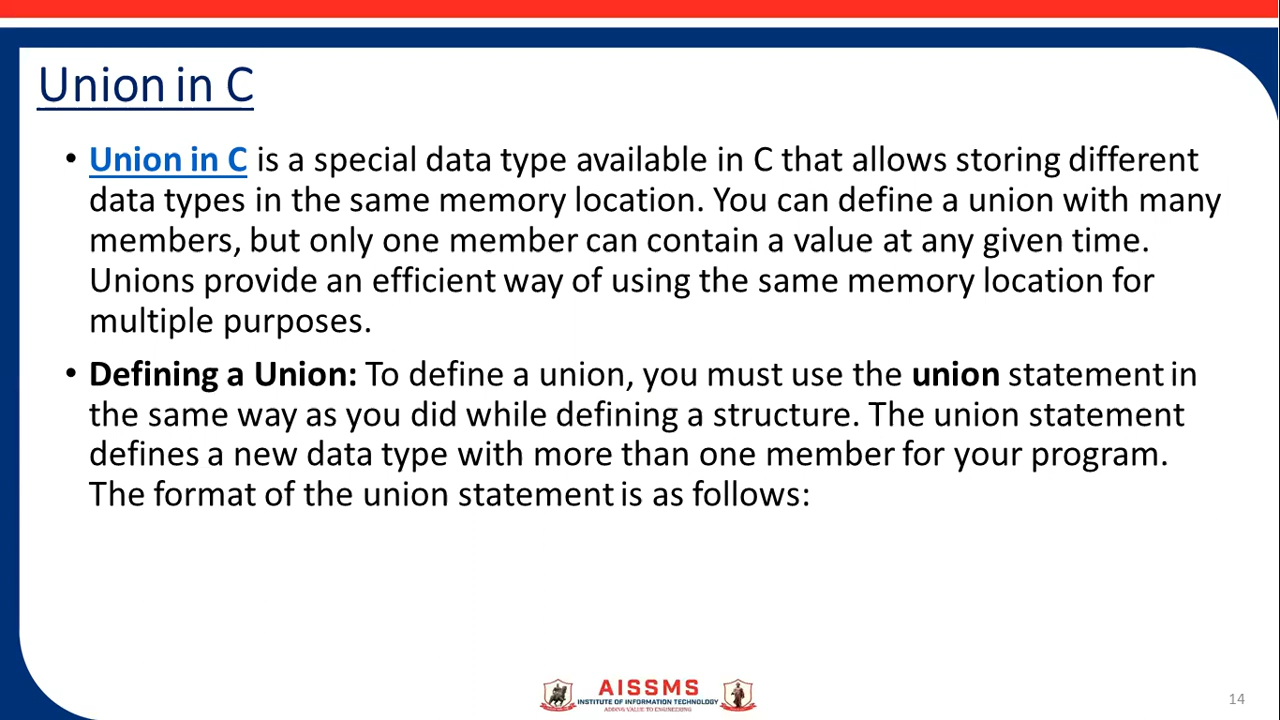 Union in C
• Union in C is a special data type available in C that allows storing different
data types in the same memory location. You can define a union with many
members, but only one member can contain a value at any given time.
Unions provide an efficient way of using the same memory location for
multiple purposes.
• Defining a Union: To define a union, you must use the union statement in
the same way as you did while defining a structure. The union statement
defines a new data type with more than one member for your program.
The format of the union statement is as follows:
AISSMS
INSTITUTE OF INFORMATION TECHNOLOGY
ADDING VALUE TO ENGINEERING
14